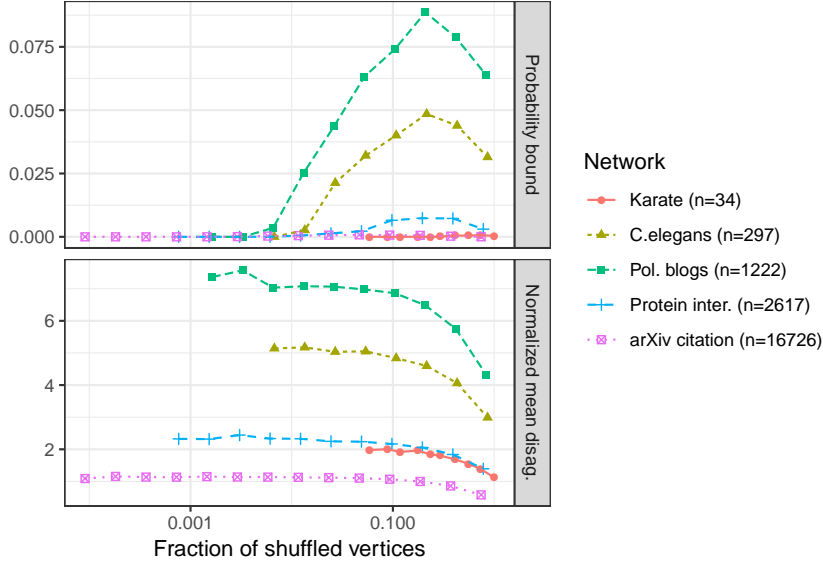 0.075
0.050
0.025
0.000
Probability bound
6
4
2
Normalized mean disag.
0.001
0.100
Fraction of shuffled vertices
Network
Karate (n=34)
C.elegans (n=297)
Pol. blogs (n=1222)
Protein inter. (n=2617)
arXiv citation (n=16726)